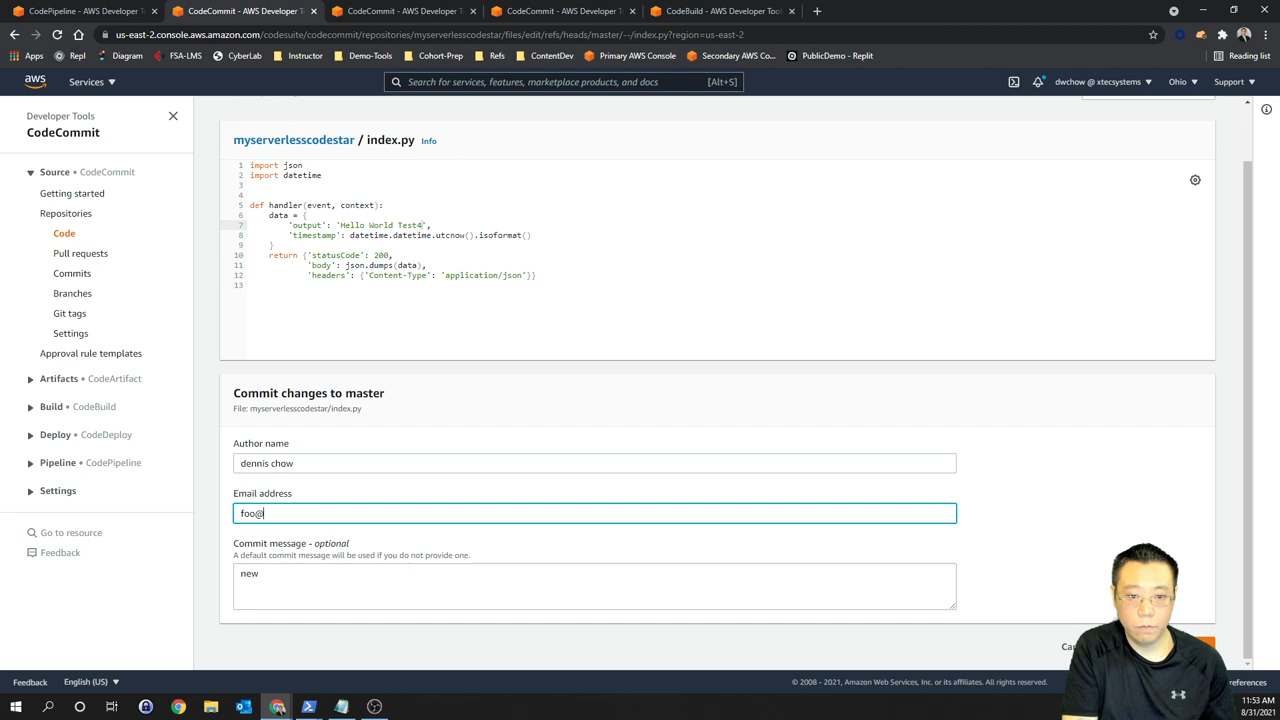 CodePipeline - AWS Developer T
CodeCommit - AWS Developer T
CodeCommit - AWS Developer T
CodeCommit - AWS Developer T
CodeBuild - AWS Developer Tool
us-east-2.console.aws.amazon.com/codesuite/codecommit/repositories/myserverlesscodestar/files/edit/refs/heads/master/--/index.py?region=us-east-2
Apps Repl Diagram FSA-LMS CyberLab Instructor Demo-Tools Cohort-Prep Refs ContentDev Primary AWS Console Secondary AWS Co... PublicDemo - Replit Reading list
aws Services Search for services, features, marketplace products, and docs [Alt+S] dwchow @ xtecsystems Ohio Support
Developer Tools
CodeCommit
Source • CodeCommit
Getting started
Repositories
Code
Pull requests
Commits
Branches
Git tags
Settings
Approval rule templates
Artifacts • CodeArtifact
Build • CodeBuild
Deploy • CodeDeploy
Pipeline • CodePipeline
Settings
Go to resource
Feedback
myserverlesscodestar / index.py Info
1 import json
2 import datetime
3
4
5 def handler(event, context):
6 data = {
7 'output': 'Hello World Test4',
8 'timestamp': datetime.datetime.utcnow().isoformat()
9 }
10 return {'statusCode': 200,
11 'body': json.dumps(data),
12 'headers': {'Content-Type': 'application/json'}}
13
Commit changes to master
File: myserverlesscodestar/index.py
Author name
dennis chow
Email address
foo@
Commit message - optional
A default commit message will be used if you do not provide one.
new
Feedback English (US) © 2008 - 2021, Amazon Web Services, Inc. or its affiliates. All rights reserved.
11:53 AM
8/31/2021